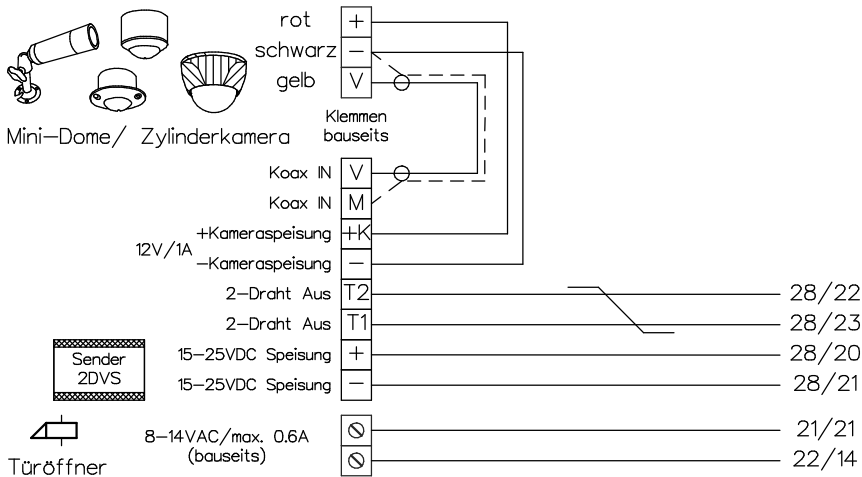 rot +
schwarz −
gelb V
Mini−Dome/ Zylinderkamera
Klemmen
bauseits
Koax IN V
Koax IN M
12V/1A
+Kameraspeisung +K
−Kameraspeisung −
2−Draht Aus T2 28/22
2−Draht Aus T1 28/23
Sender
2DVS
15−25VDC Speisung + 28/20
15−25VDC Speisung − 28/21
Türöffner
8−14VAC/max. 0.6A
(bauseits)
21/21
22/14